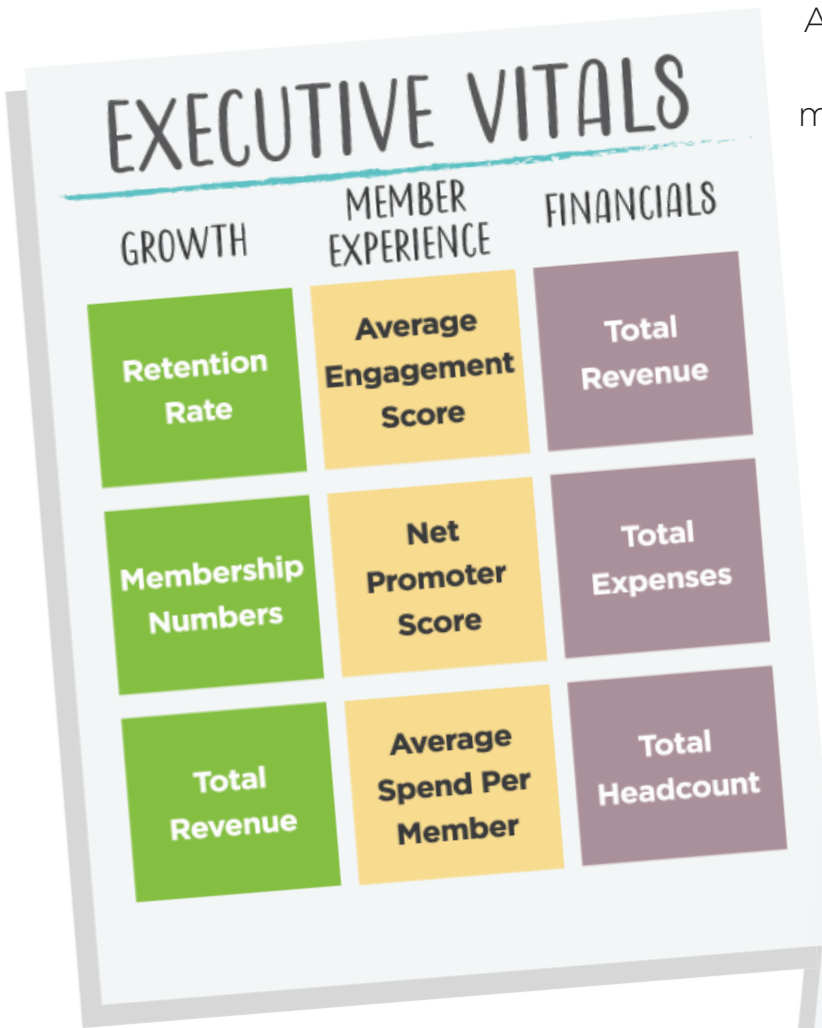 A
m
EXECUTIVE VITALS
GROWTH
MEMBER
EXPERIENCE
FINANCIALS
Retention
Rate
Average
Engagement
Score
Total
Revenue
Membership
Numbers
Net
Promoter
Score
Total
Expenses
Total
Revenue
Average
Spend Per
Member
Total
Headcount